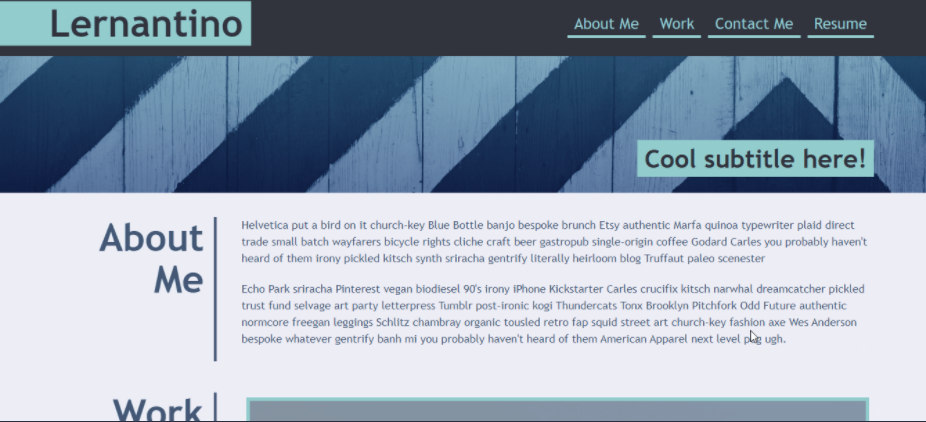 Lernantino
About Me Work Contact Me Resume
Cool subtitle here!
About
Me
Helvetica put a bird on it church-key Blue Bottle banjo bespoke brunch Etsy authentic Marfa quinoa typewriter plaid direct
trade small batch wayfarers bicycle rights cliche craft beer gastropub single-origin coffee Godard Carles you probably haven't
heard of them irony pickled kitsch synth sriracha gentrify literally heirloom blog Truffaut paleo scenester
Echo Park sriracha Pinterest vegan biodiesel 90's irony iPhone Kickstarter Carles crucifix kitsch narwhal dreamcatcher pickled
trust fund selvage art party letterpress Tumblr post-ironic kogi Thundercats Tonx Brooklyn Pitchfork Odd Future authentic
normcore freegan leggings Schlitz chambray organic tousled retro fap squid street art church-key fashion axe Wes Anderson
bespoke whatever gentrify banh mi you probably haven't heard of them American Apparel next level pug ugh.
Work